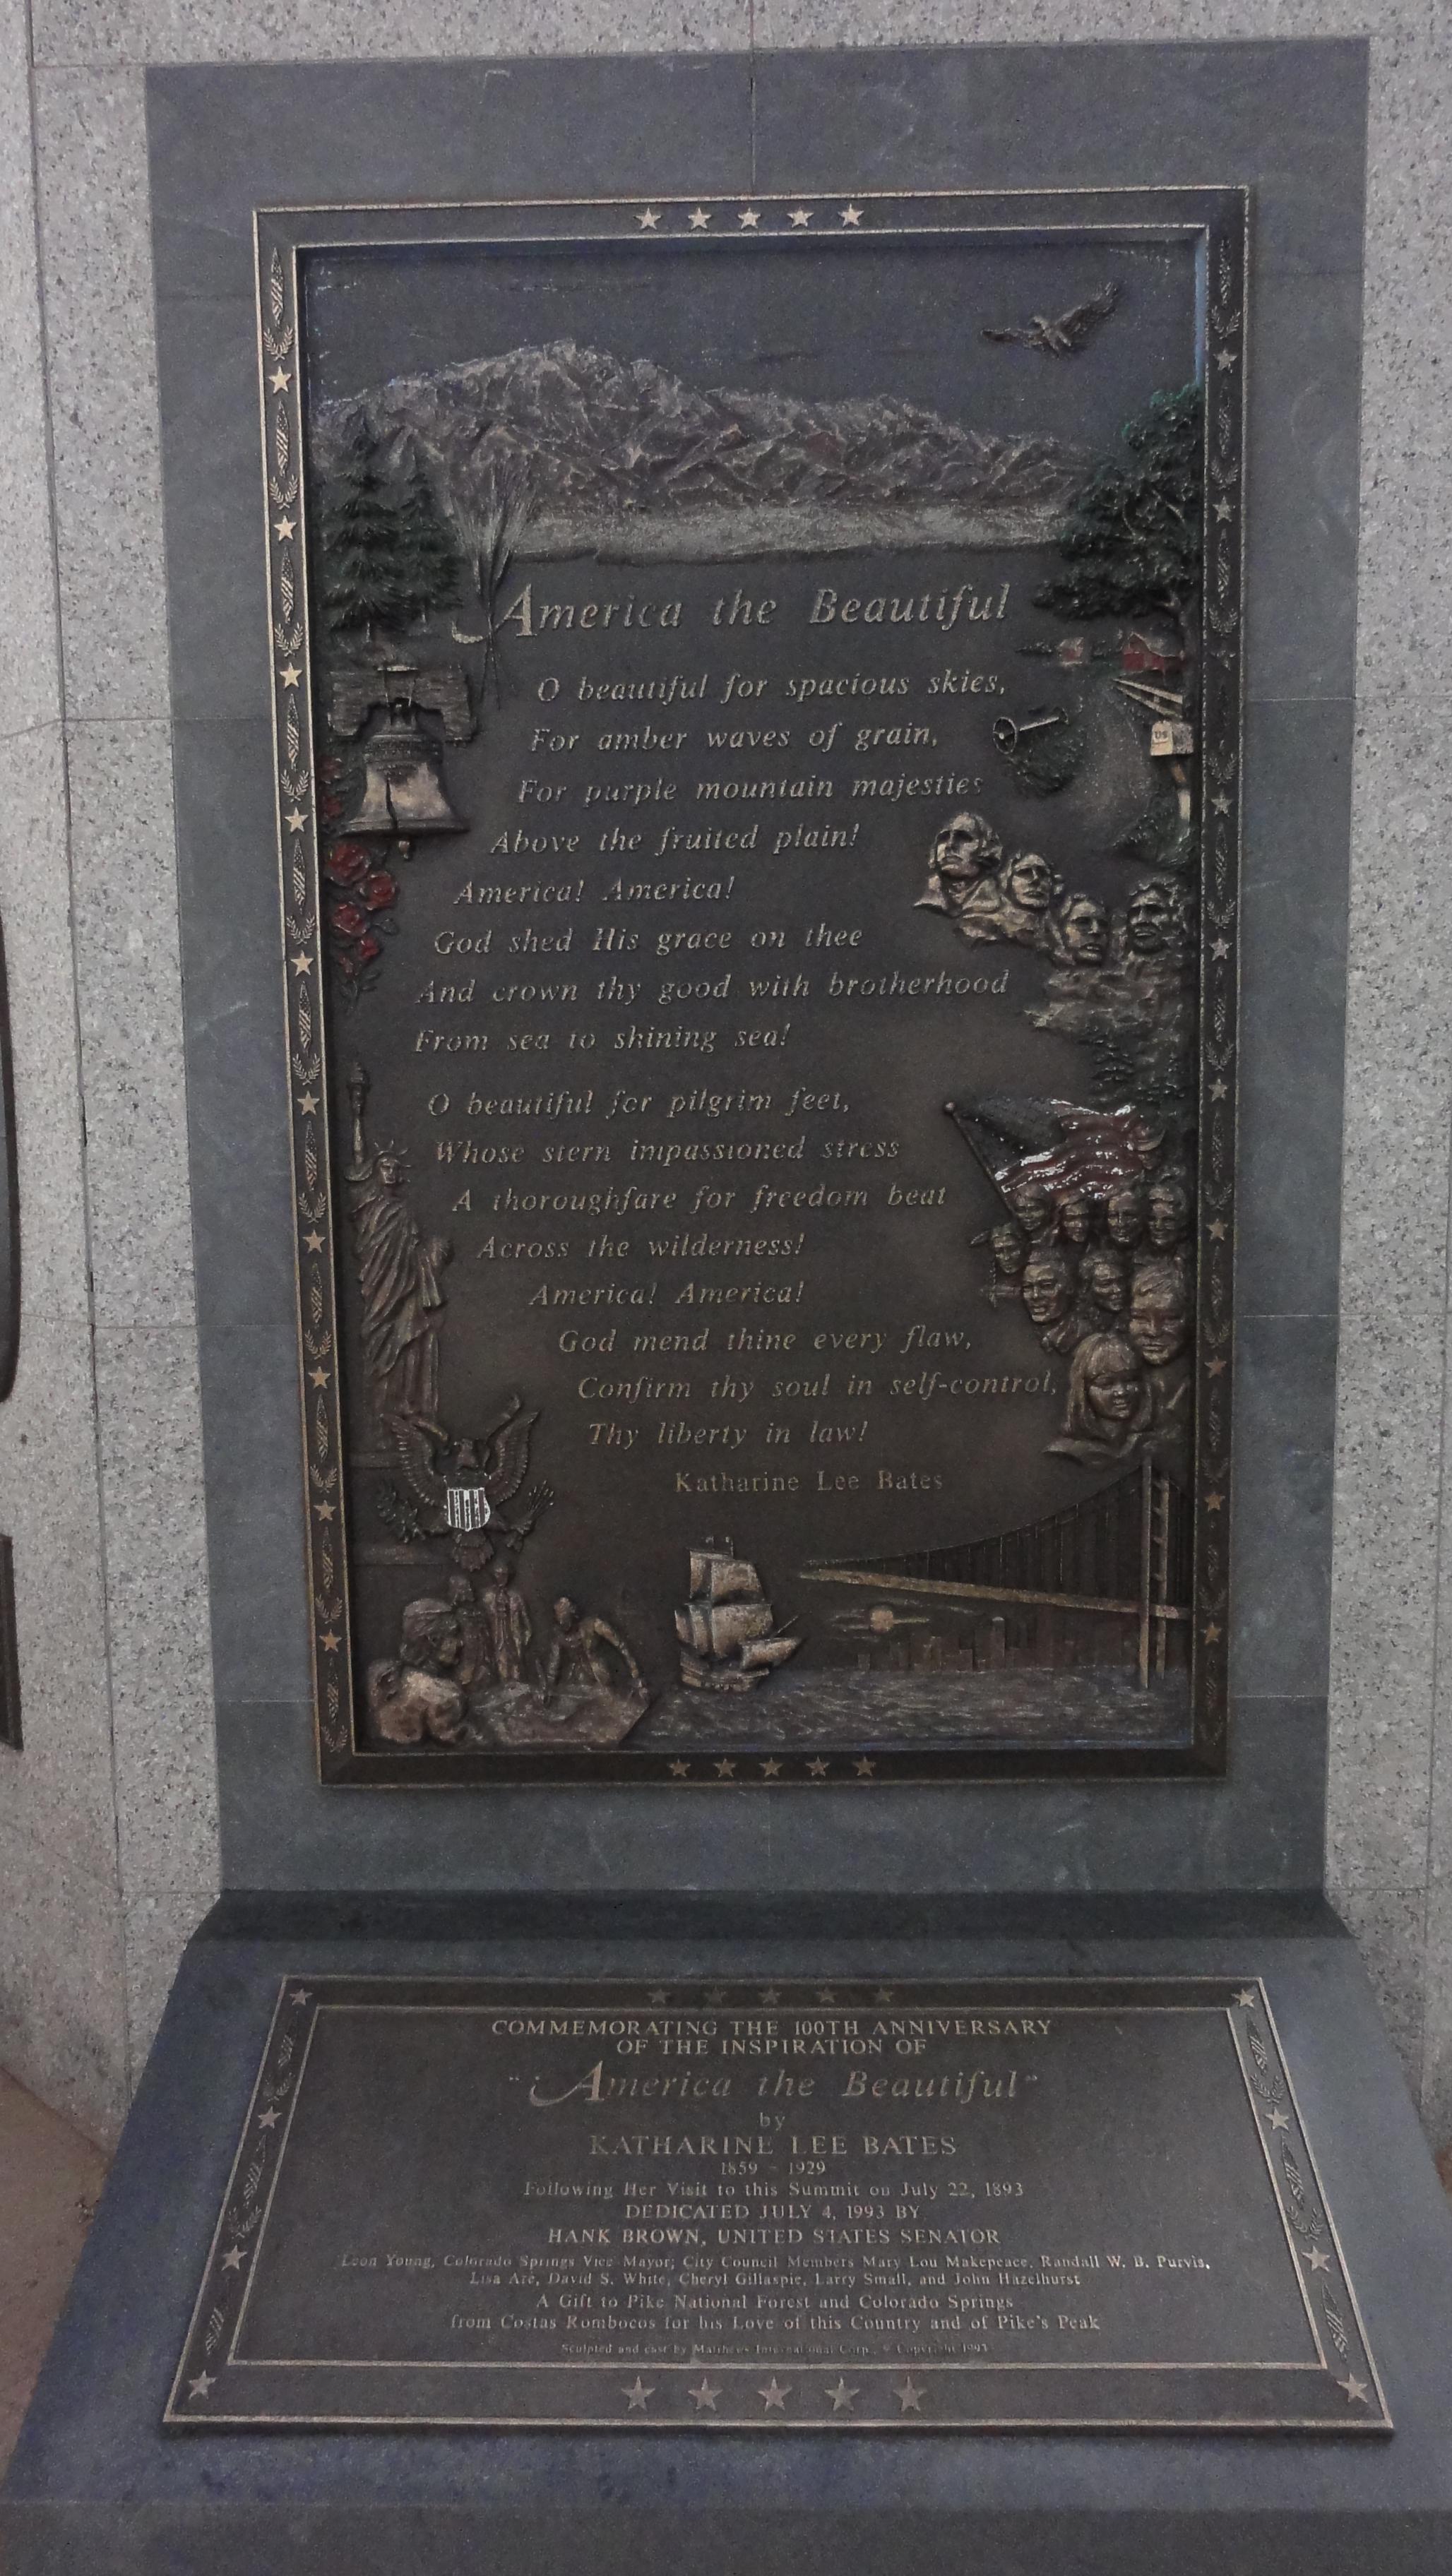 America the Beautiful
O beautiful for spacious skies,
For amber waves of grain,
For purple mountain majesties
Above the fruited plain!
America! America!
God shed His grace on thee
And crown thy good with brotherhood
From sea to shining sea!
O beautiful for pilgrim feet,
Whose stern impassioned stress
A thoroughfare for freedom beat
Across the wilderness!
America! America!
God mend thine every flaw,
Confirm thy soul in self-control,
Thy liberty in law!
Katharine Lee Bates
US
COMMEMORATING THE 100TH ANNIVERSARY
OF THE INSPIRATION OF
"America the Beautiful"
by
KATHARINE LEE BATES
1859 - 1929
Following Her Visit to this Summit on July 22, 1893
DEDICATED JULY 4, 1993 BY
HANK BROWN, UNITED STATES SENATOR
Leon Young, Colorado Springs Vice Mayor; City Council Members Mary Lou Makepeace, Randall W. B. Purvis,
Lisa Are, David S. White, Cheryl Gillaspie, Larry Small, and John Hazelhurst
A Gift to Pike National Forest and Colorado Springs
from Costas Rombocos for his Love of this Country and of Pike's Peak
Sculpted and cast by Matthews International Corp., © Copyright 1993